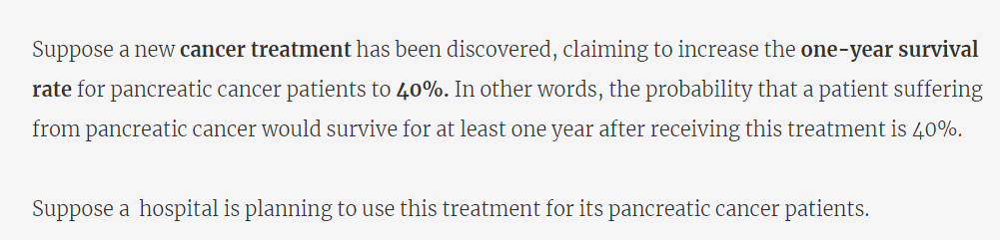 Suppose a new cancer treatment has been discovered, claiming to increase the one-year survival
rate for pancreatic cancer patients to 40%. In other words, the probability that a patient suffering
from pancreatic cancer would survive for at least one year after receiving this treatment is 40%.
Suppose a  hospital is planning to use this treatment for its pancreatic cancer patients.